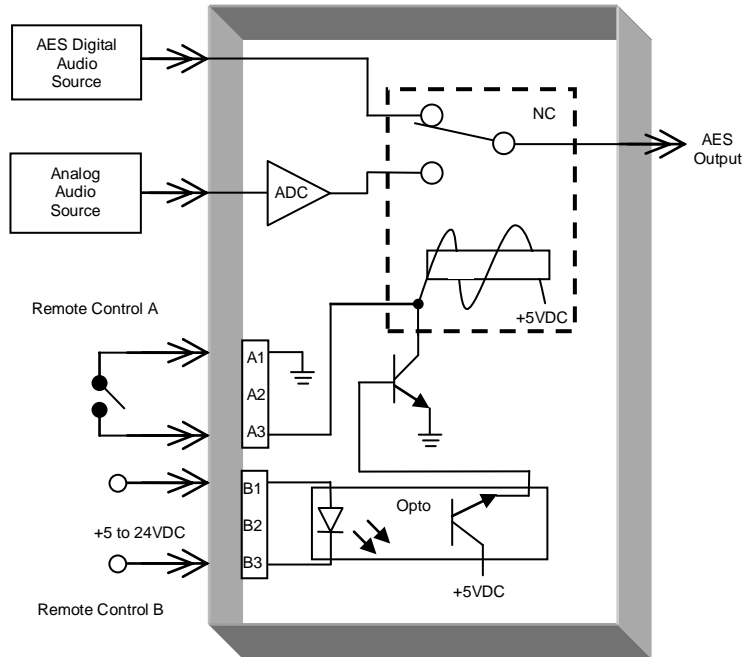 AES Digital
Audio
Source
NC
AES
Output
Analog
Audio
Source
ADC
+5VDC
Remote Control A
A1
A2
A3
B1
B2
B3
Opto
+5 to 24VDC
+5VDC
Remote Control B